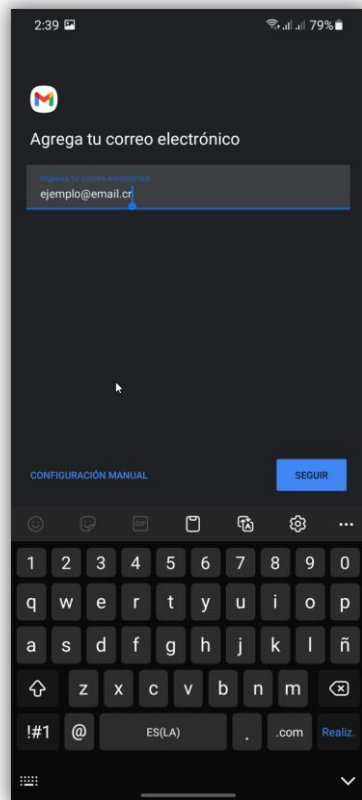 2:39 79%
Agrega tu correo electrónico
Ingresa tu correo electrónico
ejemplo@email.cr
CONFIGURACIÓN MANUAL SEGUIR
GIF
1 2 3 4 5 6 7 8 9 0
q w e r t y u i o p
a s d f g h j k l ñ
z x c v b n m
!#1 @ ES(LA) . .com Realiz.